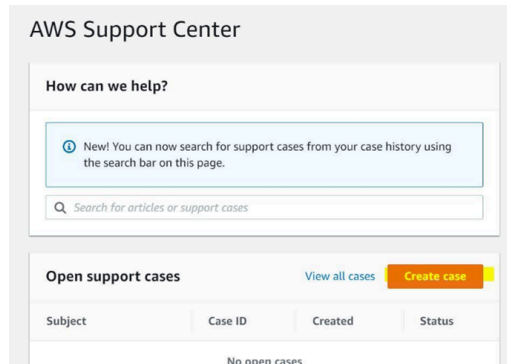 AWS Support Center
How can we help?
New! You can now search for support cases from your case history using
the search bar on this page.
Search for articles or support cases
Open support cases View all cases Create case
Subject Case ID Created Status
No open cases